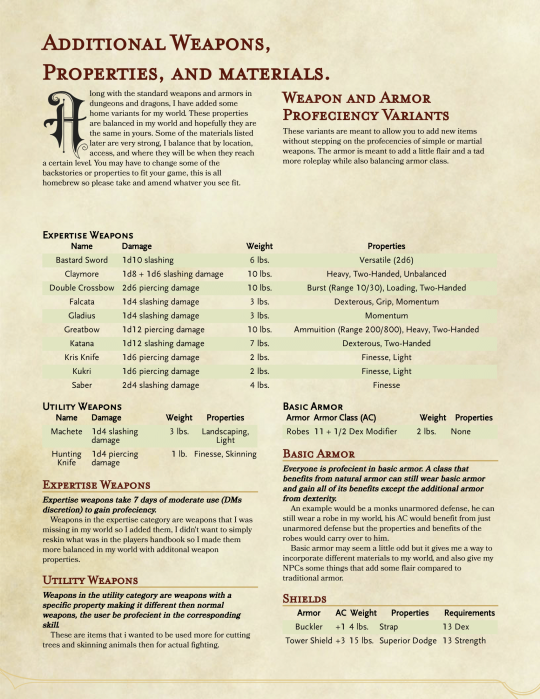 Additional Weapons,
Properties, and materials.
Along with the standard weapons and armors in
dungeons and dragons, I have added some
home variants for my world. These properties
are balanced in my world and hopefully they are
the same in yours. Some of the materials listed
later are very strong, I balance that by location,
access, and where they will be when they reach
a certain level. You may have to change some of the
backstories or properties to fit your game, this is all
homebrew so please take and amend whatever you see fit.
Weapon and Armor
Profeciency Variants
These variants are meant to allow you to add new items
without stepping on the profecencies of simple or martial
weapons. The armor is meant to add a little flair and a tad
more roleplay while also balancing armor class.
Expertise Weapons
Name Damage Weight Properties
Bastard Sword 1d10 slashing 6 lbs. Versatile (2d6)
Claymore 1d8 + 1d6 slashing damage 10 lbs. Heavy, Two-Handed, Unbalanced
Double Crossbow 2d6 piercing damage 10 lbs. Burst (Range 10/30), Loading, Two-Handed
Falcata 1d4 slashing damage 3 lbs. Dexterous, Grip, Momentum
Gladius 1d4 slashing damage 3 lbs. Momentum
Greatbow 1d12 piercing damage 10 lbs. Ammuition (Range 200/800), Heavy, Two-Handed
Katana 1d12 slashing damage 7 lbs. Dexterous, Two-Handed
Kris Knife 1d6 piercing damage 2 lbs. Finesse, Light
Kukri 1d6 piercing damage 2 lbs. Finesse, Light
Saber 2d4 slashing damage 4 lbs. Finesse
Utility Weapons
Name Damage Weight Properties
Machete 1d4 slashing 3 lbs. Landscaping,
damage Light
Hunting 1d4 piercing 1 lb. Finesse, Skinning
Knife damage
Expertise Weapons
Expertise weapons take 7 days of moderate use (DMs
discretion) to gain profeciency.
Weapons in the expertise category are weapons that I was
missing in my world so I added them, I didn't want to simply
reskin what was in the players handbook so I made them
more balanced in my world with additonal weapon
properties.
Utility Weapons
Weapons in the utility category are weapons with a
specific property making it different then normal
weapons, the user be profecient in the corresponding
skill.
These are items that i wanted to be used more for cutting
trees and skinning animals then for actual fighting.
Basic Armor
Armor Armor Class (AC) Weight Properties
Robes 11 + 1/2 Dex Modifier 2 lbs. None
Basic Armor
Everyone is profecient in basic armor. A class that
benefits from natural armor can still wear basic armor
and gain all of its benefits except the additional armor
from dexterity.
An example would be a monks unarmored defense, he can
still wear a robe in my world, his AC would benefit from just
unarmored defense but the properties and benefits of the
robes would carry over to him.
Basic armor may seem a little odd but it gives me a way to
incorporate different materials to my world, and also give my
NPCs some things that add some flair compared to
traditional armor.
Shields
Armor AC Weight Properties Requirements
Buckler +1 4 lbs. Strap 13 Dex
Tower Shield +3 15 lbs. Superior Dodge 13 Strength